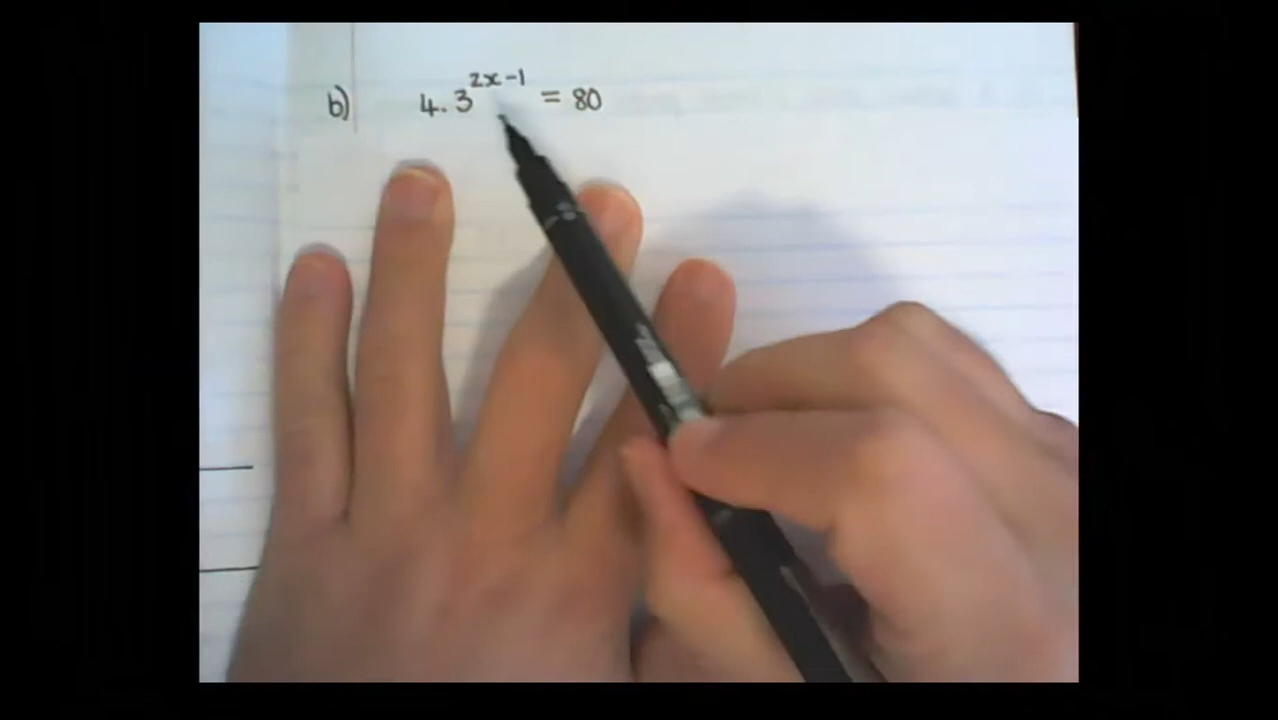 b) 4.3^{2x-1} = 80